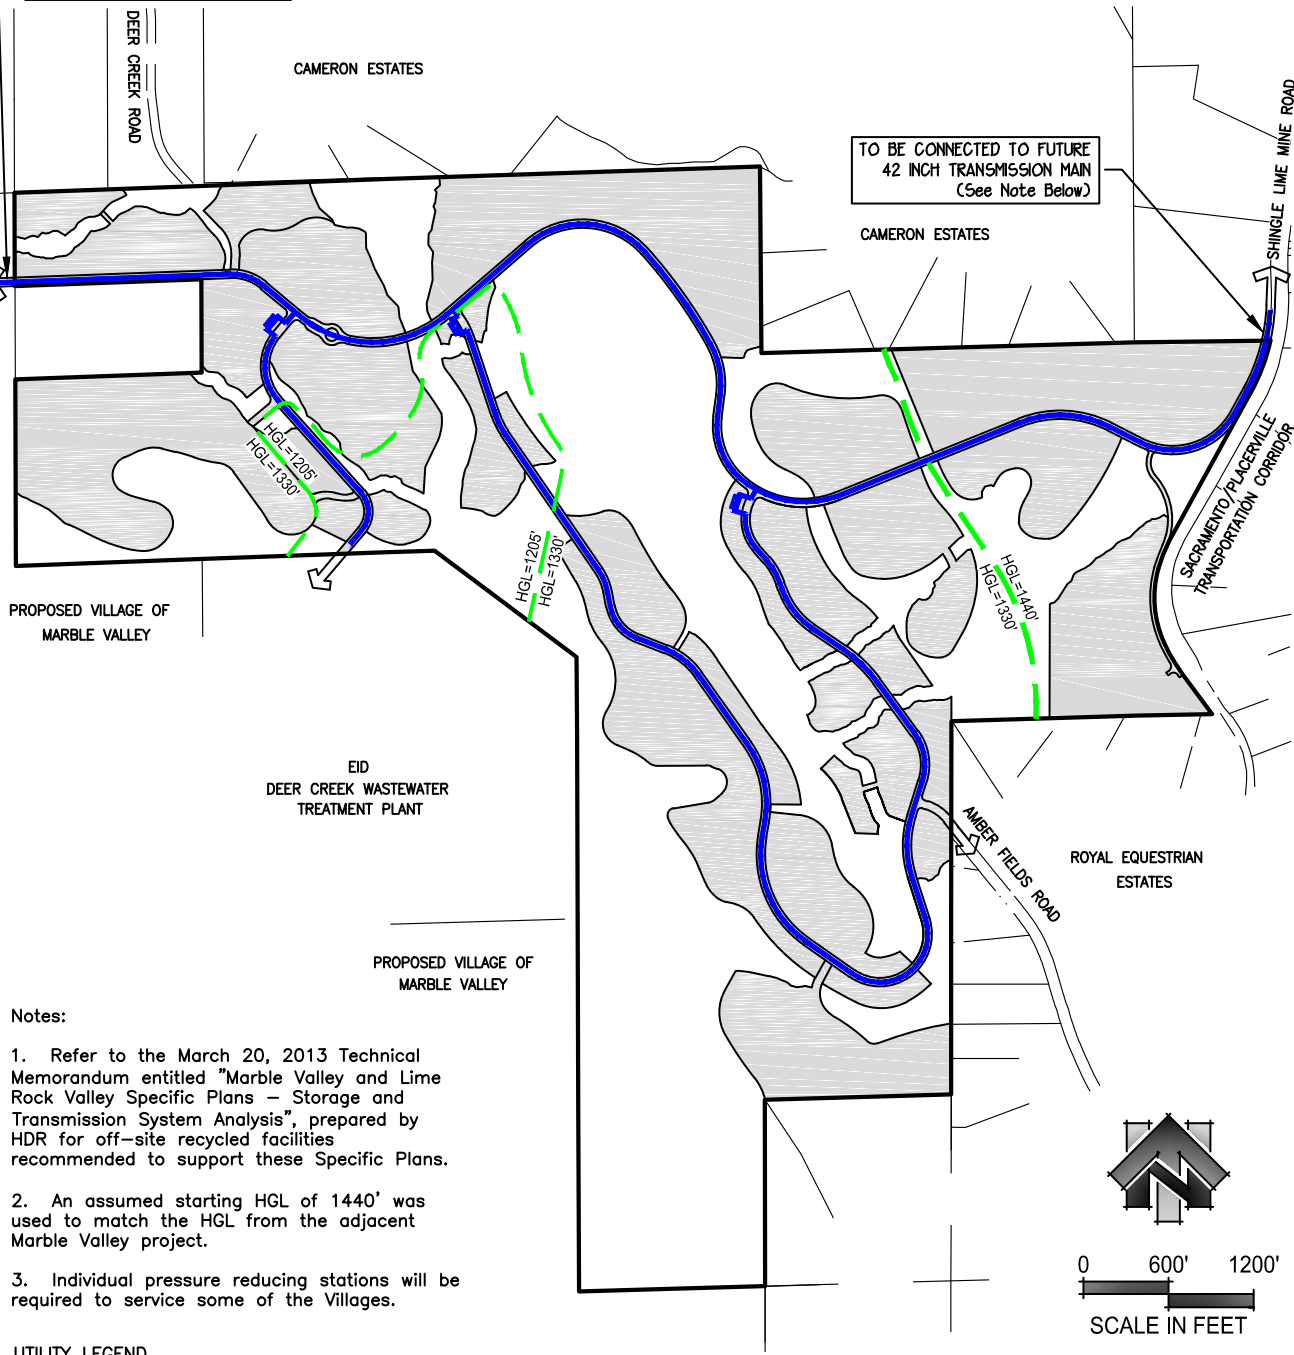 DEER CREEK ROAD
CAMERON ESTATES
TO BE CONNECTED TO FUTURE
42 INCH TRANSMISSION MAIN
(See Note Below)
SHINGLE LIME MINE ROAD
CAMERON ESTATES
HGL=1205'
HGL=1330'
HGL=1205'
HGL=1330'
HGL=1440'
HGL=1330'
SACRAMENTO/PLACERVILLE
TRANSPORTATION CORRIDOR
PROPOSED VILLAGE OF
MARBLE VALLEY
EID
DEER CREEK WASTEWATER
TREATMENT PLANT
AMBER FIELDS ROAD
ROYAL EQUESTRIAN
ESTATES
PROPOSED VILLAGE OF
MARBLE VALLEY
Notes:
1. Refer to the March 20, 2013 Technical
Memorandum entitled "Marble Valley and Lime
Rock Valley Specific Plans – Storage and
Transmission System Analysis", prepared by
HDR for off–site recycled facilities
recommended to support these Specific Plans.
2. An assumed starting HGL of 1440' was
used to match the HGL from the adjacent
Marble Valley project.
3. Individual pressure reducing stations will be
required to service some of the Villages.
0 600' 1200'
SCALE IN FEET
UTILITY LEGEND